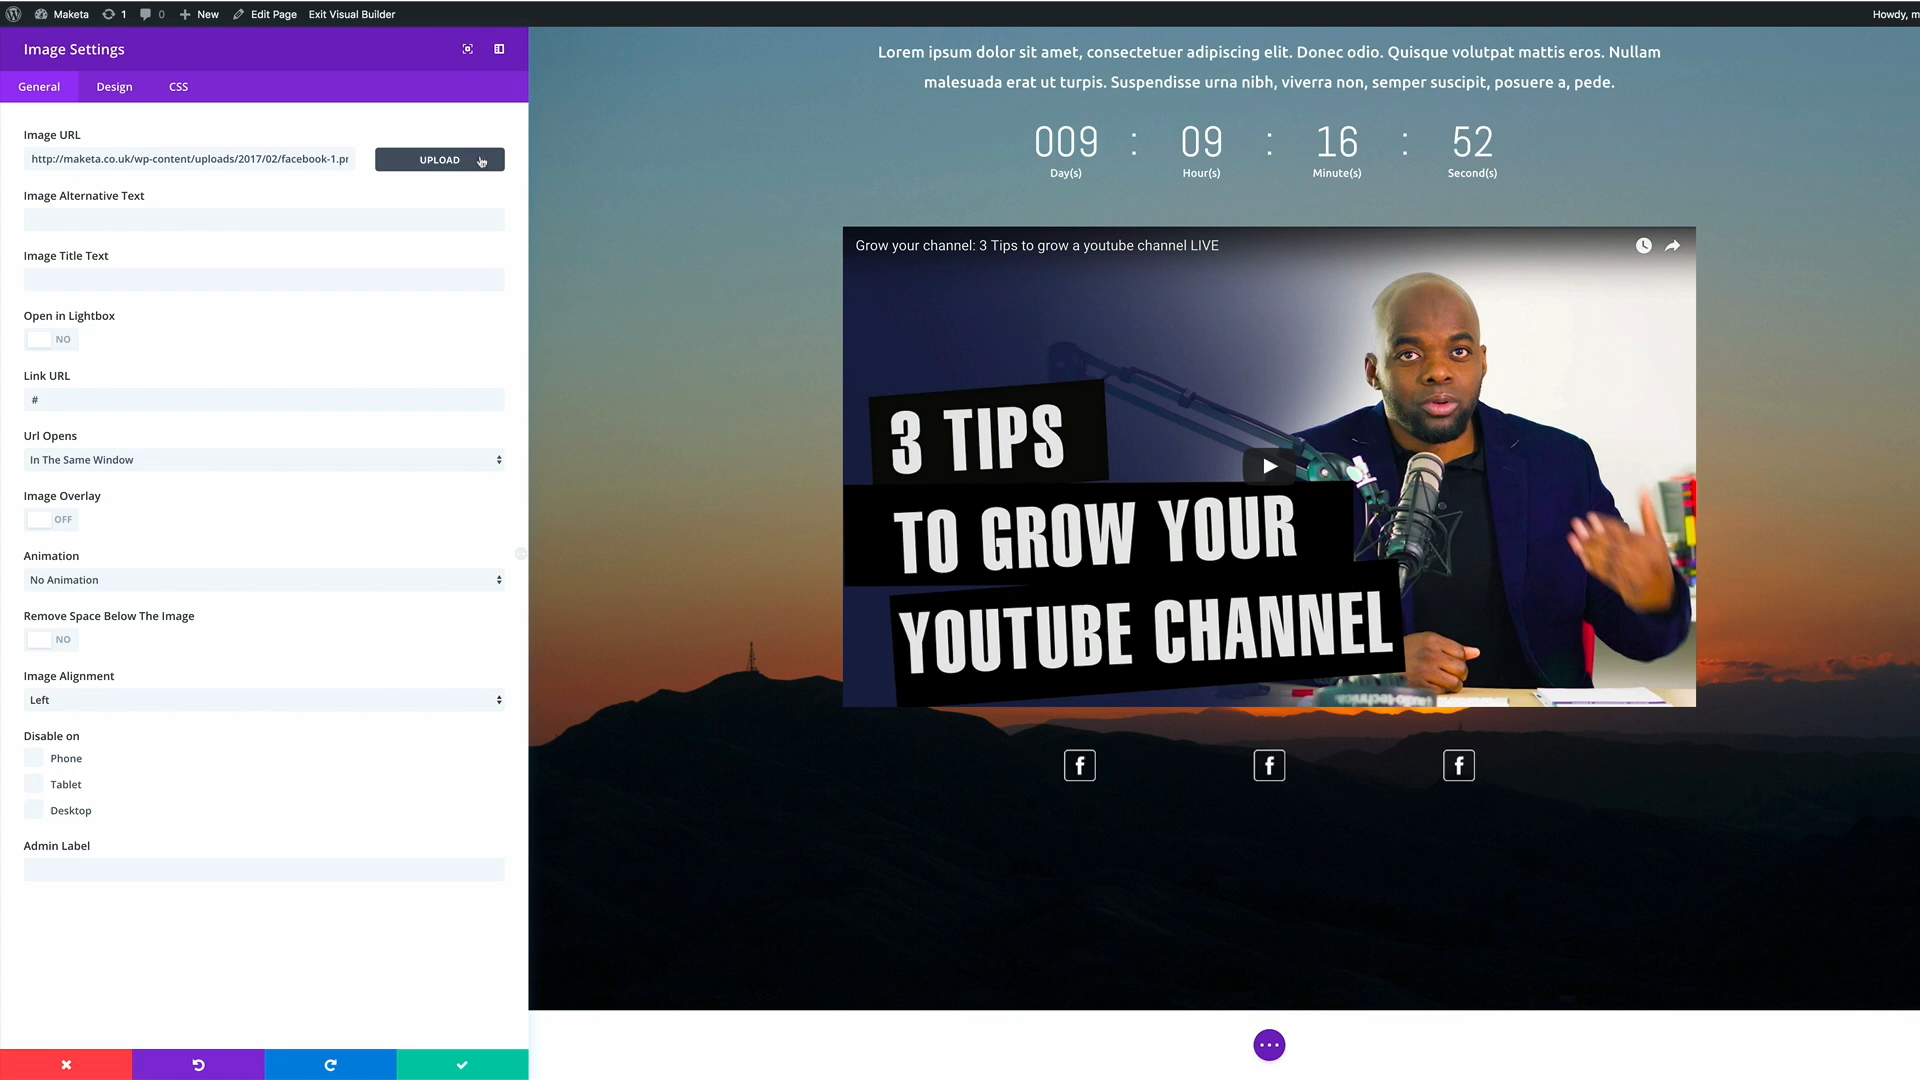 Maketa 1 0 New Edit Page Exit Visual Builder Howdy, m
Image Settings
General Design CSS
Image URL
http://maketa.co.uk/wp-content/uploads/2017/02/facebook-1.pr
UPLOAD
Image Alternative Text
Image Title Text
Open in Lightbox
NO
Link URL
#
Url Opens
In The Same Window
Image Overlay
OFF
Animation
No Animation
Remove Space Below The Image
NO
Image Alignment
Left
Disable on
Phone
Tablet
Desktop
Admin Label
Lorem ipsum dolor sit amet, consectetuer adipiscing elit. Donec odio. Quisque volutpat mattis eros. Nullam
malesuada erat ut turpis. Suspendisse urna nibh, viverra non, semper suscipit, posuere a, pede.
009 : 09 : 16 : 52
Day(s) Hour(s) Minute(s) Second(s)
Grow your channel: 3 Tips to grow a youtube channel LIVE
3 TIPS
TO GROW YOUR
YOUTUBE CHANNEL
f f f